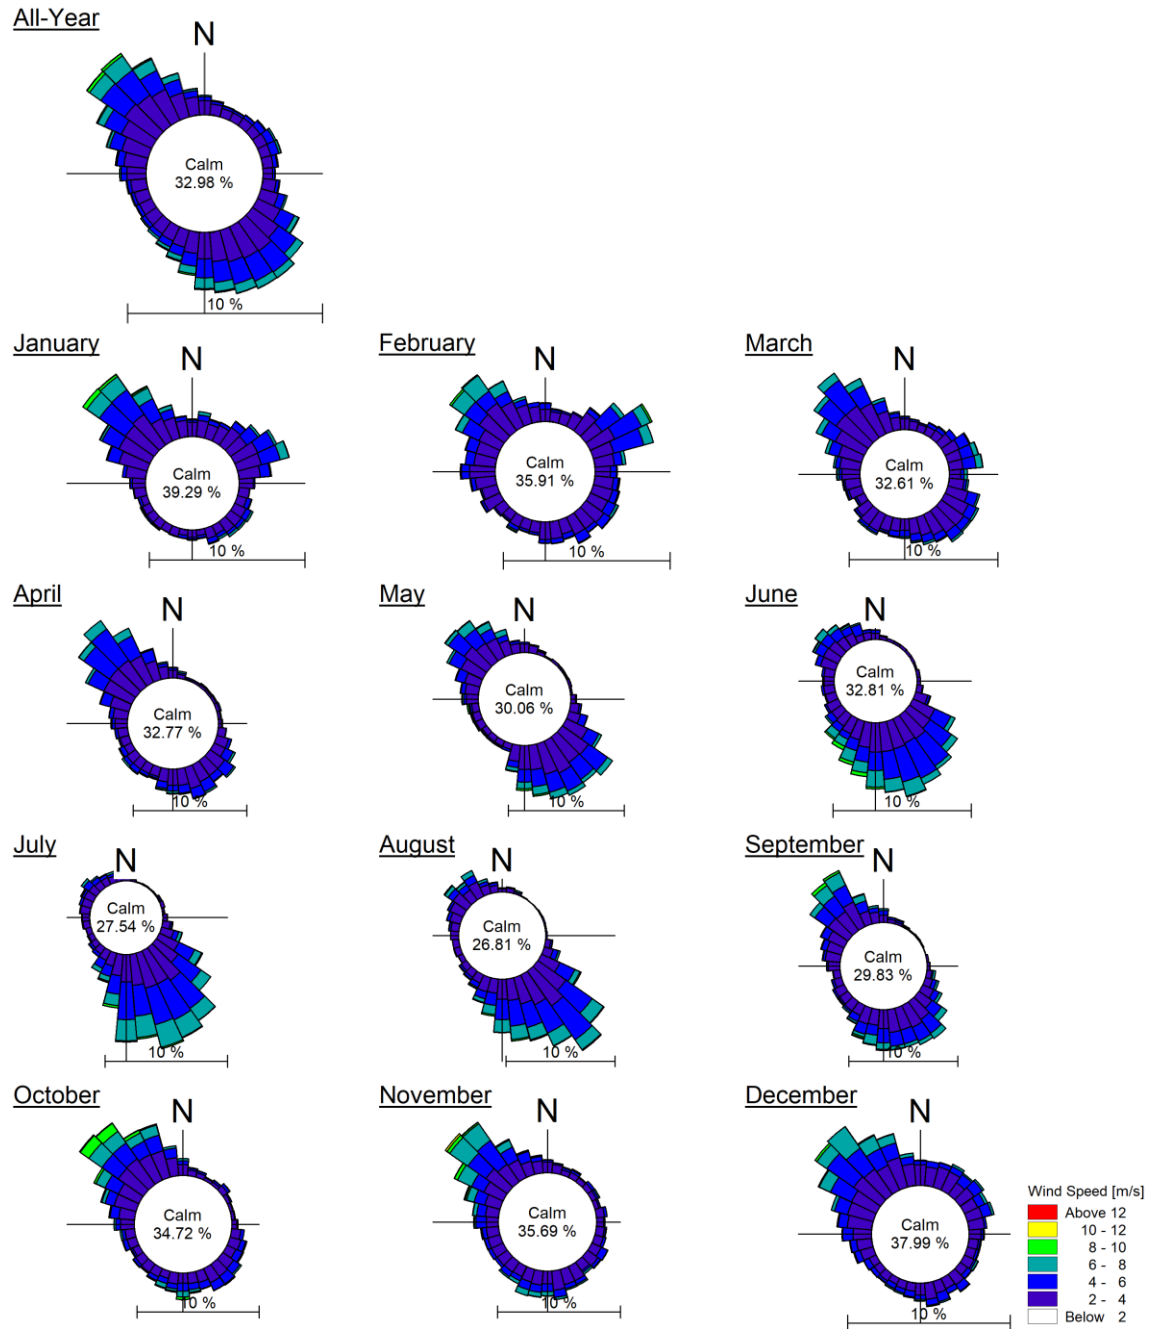 All-Year
N
Calm
32.98 %
10 %
January
February
March
N
N
N
Calm
39.29 %
Calm
35.91 %
Calm
32.61 %
10 %
10 %
10 %
April
May
June
N
N
N
Calm
32.77 %
Calm
30.06 %
Calm
32.81 %
10 %
10 %
10 %
July
August
September
N
N
N
Calm
27.54 %
Calm
26.81 %
Calm
29.83 %
10 %
10 %
10 %
October
November
December
N
N
N
Calm
34.72 %
Calm
35.69 %
Calm
37.99 %
10 %
10 %
10 %
Wind Speed [m/s]
Above 12
10 - 12
8 - 10
6 - 8
4 - 6
2 - 4
Below 2